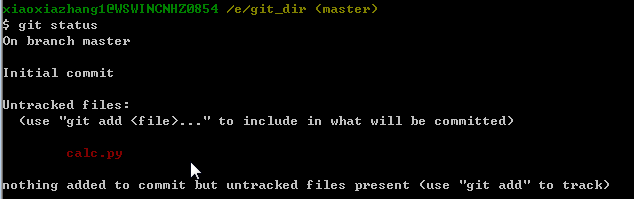 xiaoxiazhang1@WSWINCNHZ0854 /e/git_dir (master)
$ git status
On branch master
Initial commit
Untracked files:
  (use "git add <file>..." to include in what will be committed)
        calc.py
nothing added to commit but untracked files present (use "git add" to track)